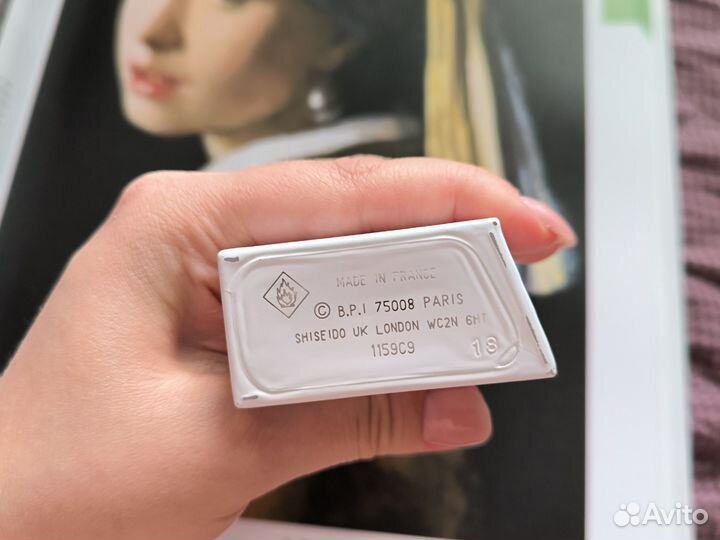 MADE IN FRANCE
© B.P.I 75008 PARIS
SHISEIDO UK LONDON WC2N 6HT
1159C9
18
Avito